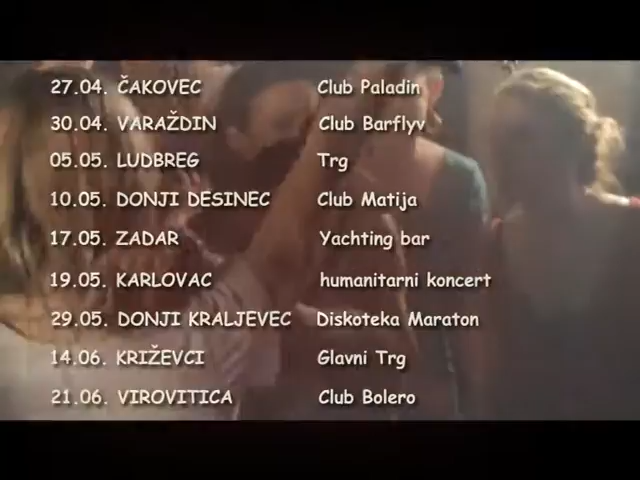 27.04. ČAKOVEC Club Paladin
30.04. VARAŽDIN Club Barflyv
05.05. LUDBREG Trg
10.05. DONJI DESINEC Club Matija
17.05. ZADAR Yachting bar
19.05. KARLOVAC humanitarni koncert
29.05. DONJI KRALJEVEC Diskoteka Maraton
14.06. KRIŽEVCI Glavni Trg
21.06. VIROVITICA Club Bolero